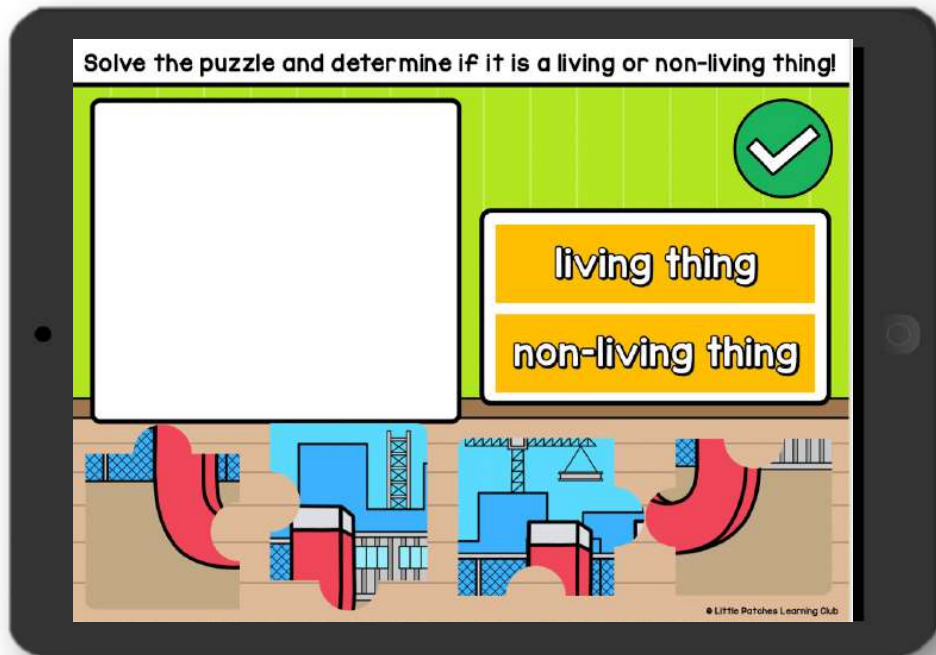 Solve the puzzle and determine if it is a living or non-living thing!
living thing
non-living thing
© Little Patches Learning Club